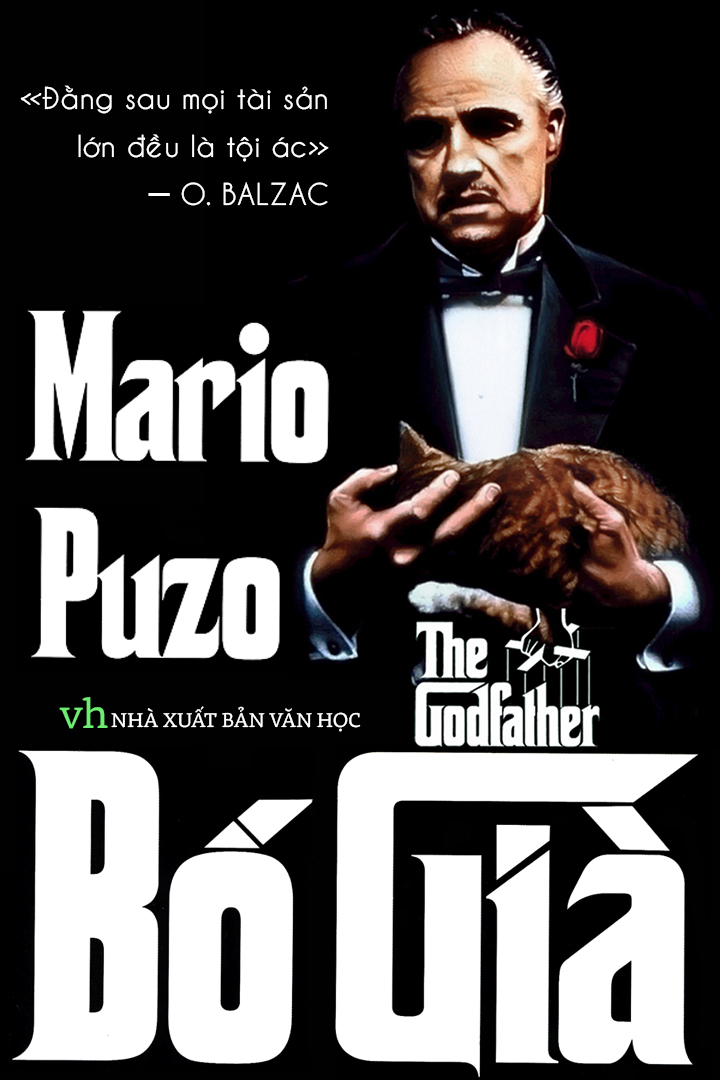 «Đằng sau mọi tài sản
lớn đều là tội ác»
— O. BALZAC
Mario
Puzo
The
Godfather
vh NHÀ XUẤT BẢN VĂN HỌC
Bố Già